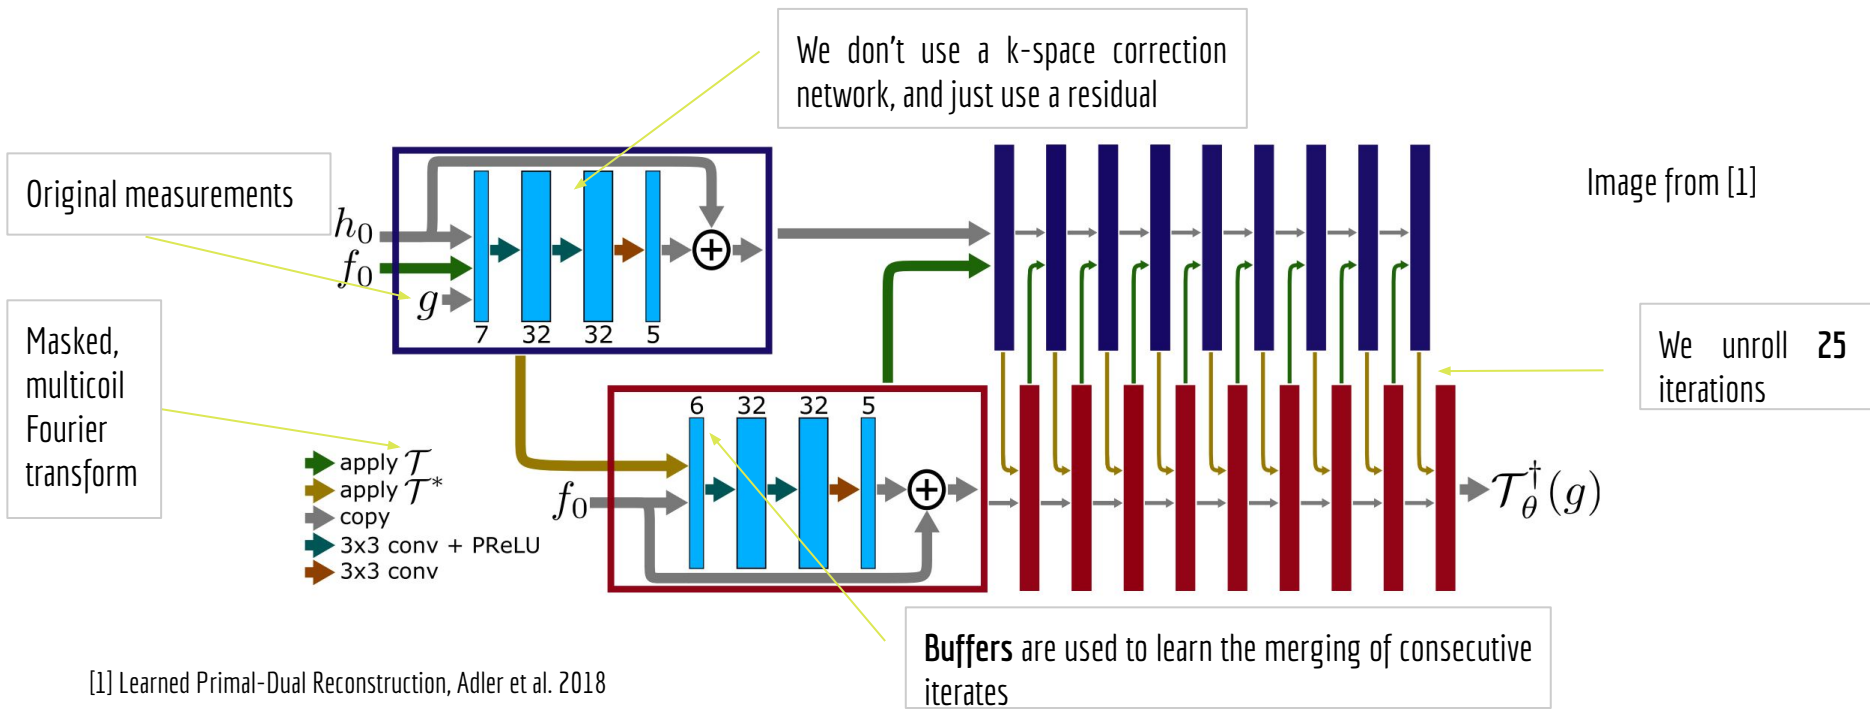 We don't use a k-space correction
network, and just use a residual
Original measurements
Image from [1]
h₀
f₀
g
7 32 32 5
Masked,
multicoil
Fourier
transform
We unroll 25
iterations
6 32 32 5
apply 𝒯
apply 𝒯*
copy
3x3 conv + PReLU
3x3 conv
f₀
𝒯_θ^†(g)
Buffers are used to learn the merging of consecutive
iterates
[1] Learned Primal-Dual Reconstruction, Adler et al. 2018